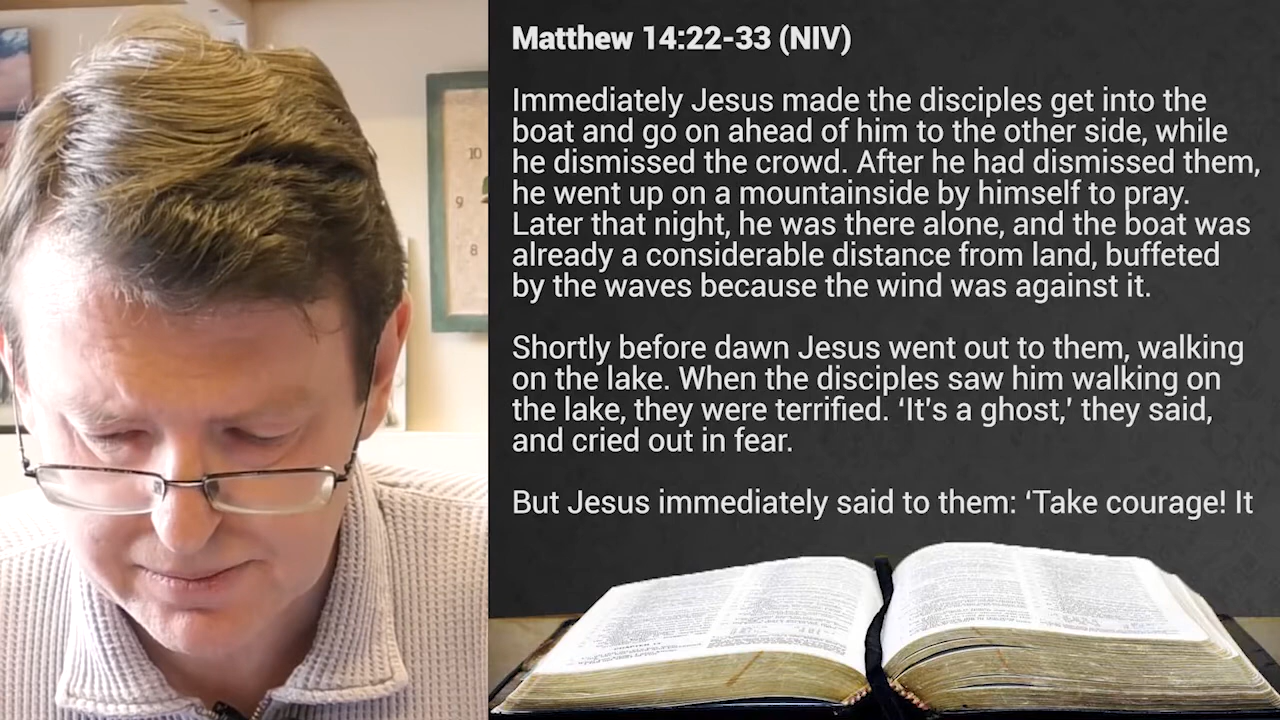 Matthew 14:22-33 (NIV)
Immediately Jesus made the disciples get into the
boat and go on ahead of him to the other side, while
he dismissed the crowd. After he had dismissed them,
he went up on a mountainside by himself to pray.
Later that night, he was there alone, and the boat was
already a considerable distance from land, buffeted
by the waves because the wind was against it.
Shortly before dawn Jesus went out to them, walking
on the lake. When the disciples saw him walking on
the lake, they were terrified. ‘It’s a ghost,’ they said,
and cried out in fear.
But Jesus immediately said to them: ‘Take courage! It
10
9
8